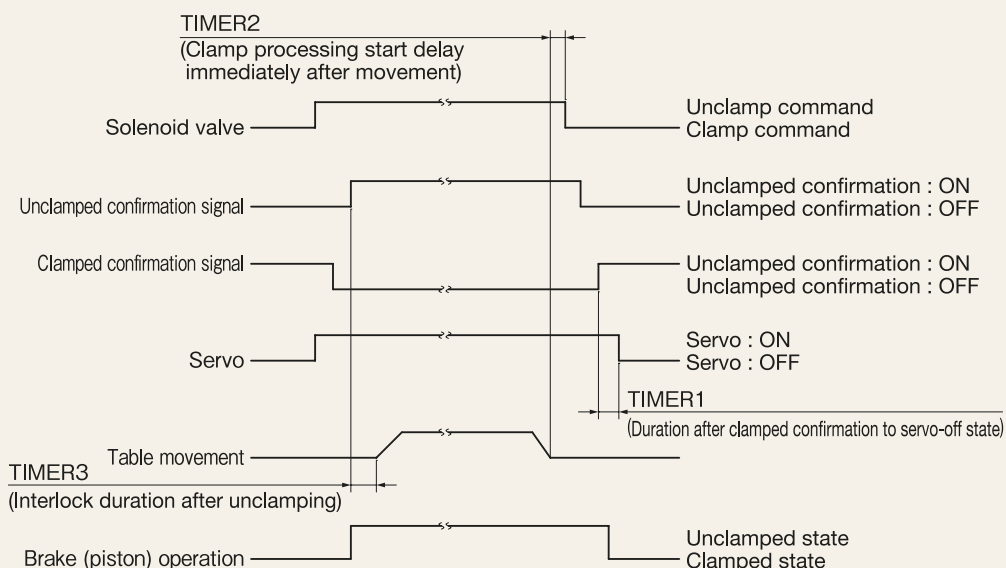 TIMER2
(Clamp processing start delay
immediately after movement)
Solenoid valve
Unclamp command
Clamp command
Unclamped confirmation signal
Unclamped confirmation : ON
Unclamped confirmation : OFF
Clamped confirmation signal
Unclamped confirmation : ON
Unclamped confirmation : OFF
Servo
Servo : ON
Servo : OFF
TIMER1
(Duration after clamped confirmation to servo-off state)
Table movement
TIMER3
(Interlock duration after unclamping)
Brake (piston) operation
Unclamped state
Clamped state